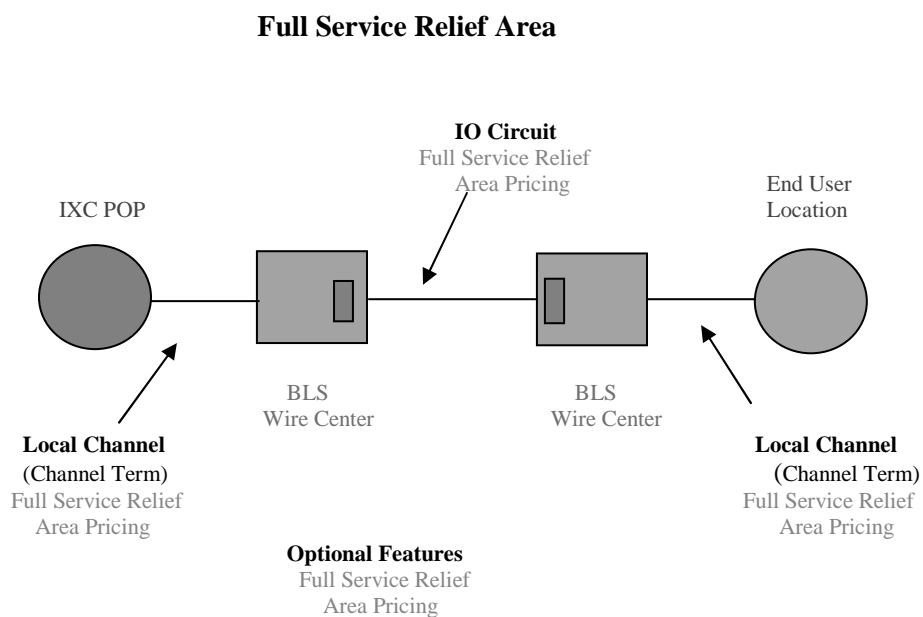 Full Service Relief Area
IO Circuit
Full Service Relief
Area Pricing
IXC POP
End User
Location
BLS
Wire Center
BLS
Wire Center
Local Channel
(Channel Term)
Full Service Relief
Area Pricing
Local Channel
(Channel Term)
Full Service Relief
Area Pricing
Optional Features
Full Service Relief
Area Pricing